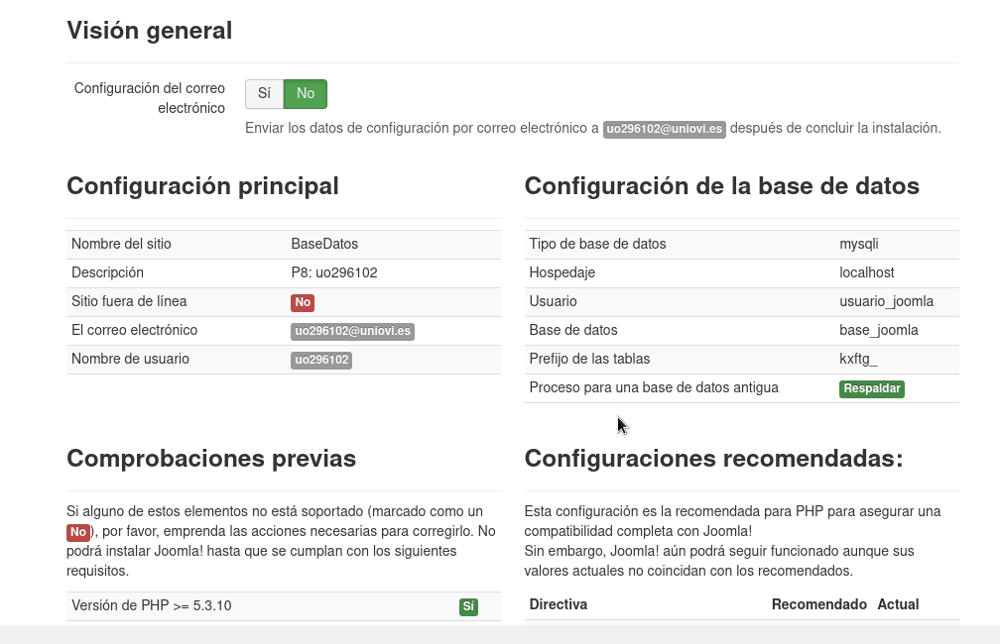 Visión general
Configuración del correo
electrónico
Sí No
Enviar los datos de configuración por correo electrónico a uo296102@uniovi.es después de concluir la instalación.
Configuración principal
Nombre del sitio BaseDatos
Descripción P8: uo296102
Sitio fuera de línea No
El correo electrónico uo296102@uniovi.es
Nombre de usuario uo296102
Configuración de la base de datos
Tipo de base de datos mysqli
Hospedaje localhost
Usuario usuario_joomla
Base de datos base_joomla
Prefijo de las tablas kxftg_
Proceso para una base de datos antigua Respaldar
Comprobaciones previas
Si alguno de estos elementos no está soportado (marcado como un
No), por favor, emprenda las acciones necesarias para corregirlo. No
podrá instalar Joomla! hasta que se cumplan con los siguientes
requisitos.
Versión de PHP >= 5.3.10 Sí
Configuraciones recomendadas:
Esta configuración es la recomendada para PHP para asegurar una
compatibilidad completa con Joomla!
Sin embargo, Joomla! aún podrá seguir funcionado aunque sus
valores actuales no coincidan con los recomendados.
Directiva Recomendado Actual